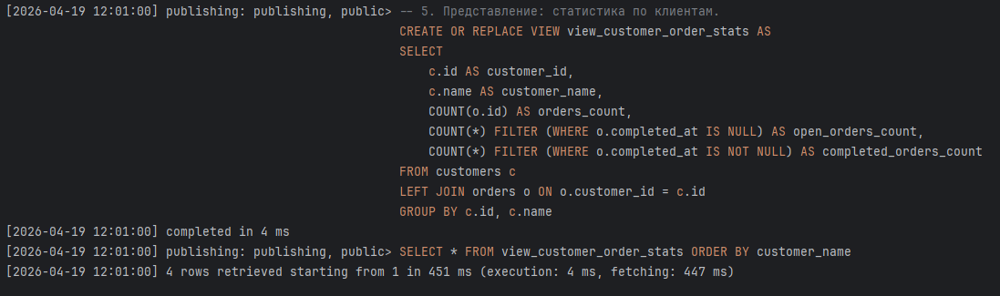 [2026-04-19 12:01:00] publishing: publishing, public> -- 5. Представление: статистика по клиентам.
CREATE OR REPLACE VIEW view_customer_order_stats AS
SELECT
c.id AS customer_id,
c.name AS customer_name,
COUNT(o.id) AS orders_count,
COUNT(*) FILTER (WHERE o.completed_at IS NULL) AS open_orders_count,
COUNT(*) FILTER (WHERE o.completed_at IS NOT NULL) AS completed_orders_count
FROM customers c
LEFT JOIN orders o ON o.customer_id = c.id
GROUP BY c.id, c.name
[2026-04-19 12:01:00] completed in 4 ms
[2026-04-19 12:01:00] publishing: publishing, public> SELECT * FROM view_customer_order_stats ORDER BY customer_name
[2026-04-19 12:01:00] 4 rows retrieved starting from 1 in 451 ms (execution: 4 ms, fetching: 447 ms)